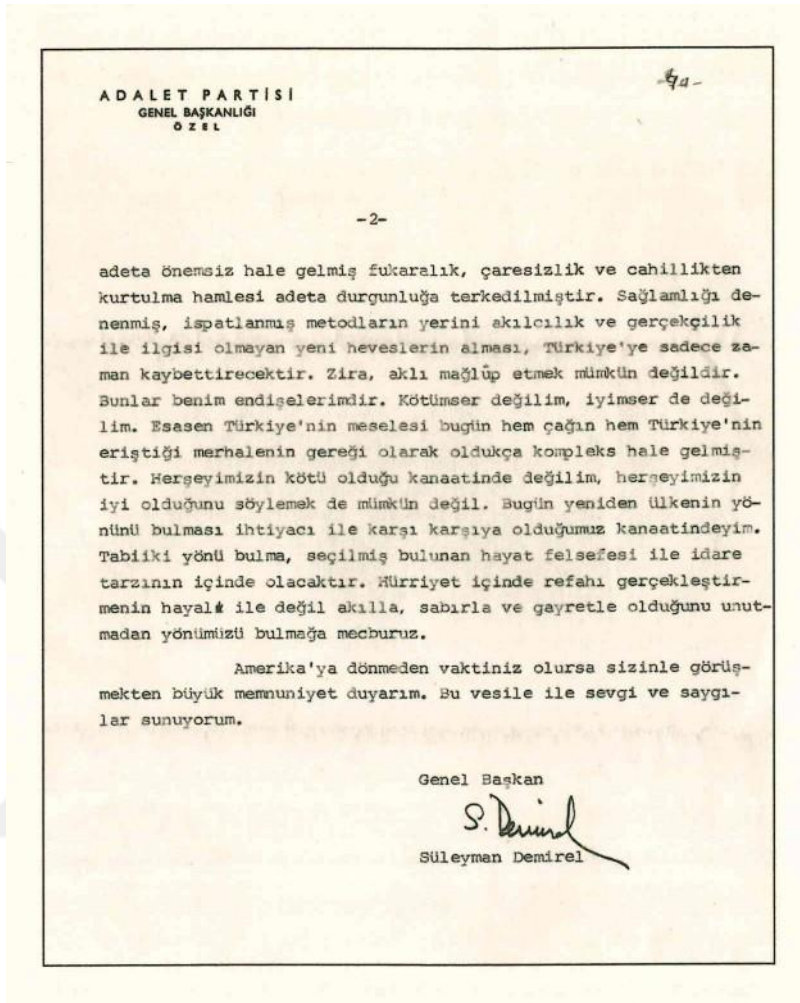 ADALET PARTİSİ
GENEL BAŞKANLIĞI
ÖZEL
-2-
adeta önemsiz hale gelmiş fukaralık, çaresizlik ve cahillikten
kurtulma hamlesi adeta durgunluğa terkedilmiştir. Sağlamlığı de-
nenmiş, ispatlanmış metodların yerini akılcılık ve gerçekçilik
ile ilgisi olmayan yeni heveslerin alması, Türkiye'ye sadece za-
man kaybettirecektir. Zira, aklı mağlûp etmek mümkün değildir.
Bunlar benim endişelerimdir. Kötümser değilim, iyimser de deği-
lim. Esasen Türkiye'nin meselesi bugün hem çağın hem Türkiye'nin
eriştiği merhalenin gereği olarak oldukça kompleks hale gelmiş-
tir. Herşeyimizin kötü olduğu kanaatinde değilim, herşeyimizin
iyi olduğunu söylemek de mümkün değil. Bugün yeniden ülkenin yö-
nünü bulması ihtiyacı ile karşı karşıya olduğumuz kanaatindeyim.
Tabiiki yönü bulma, seçilmiş bulunan hayat felsefesi ile idare
tarzının içinde olacaktır. Hürriyet içinde refahı gerçekleştir-
menin hayal ile değil akılla, sabırla ve gayretle olduğunu unut-
madan yönümüzü bulmağa mecburuz.
Amerika'ya dönmeden vaktiniz olursa sizinle görüş-
mekten büyük memnuniyet duyarım. Bu vesile ile sevgi ve saygı-
lar sunuyorum.
Genel Başkan
S. Demirel
Süleyman Demirel